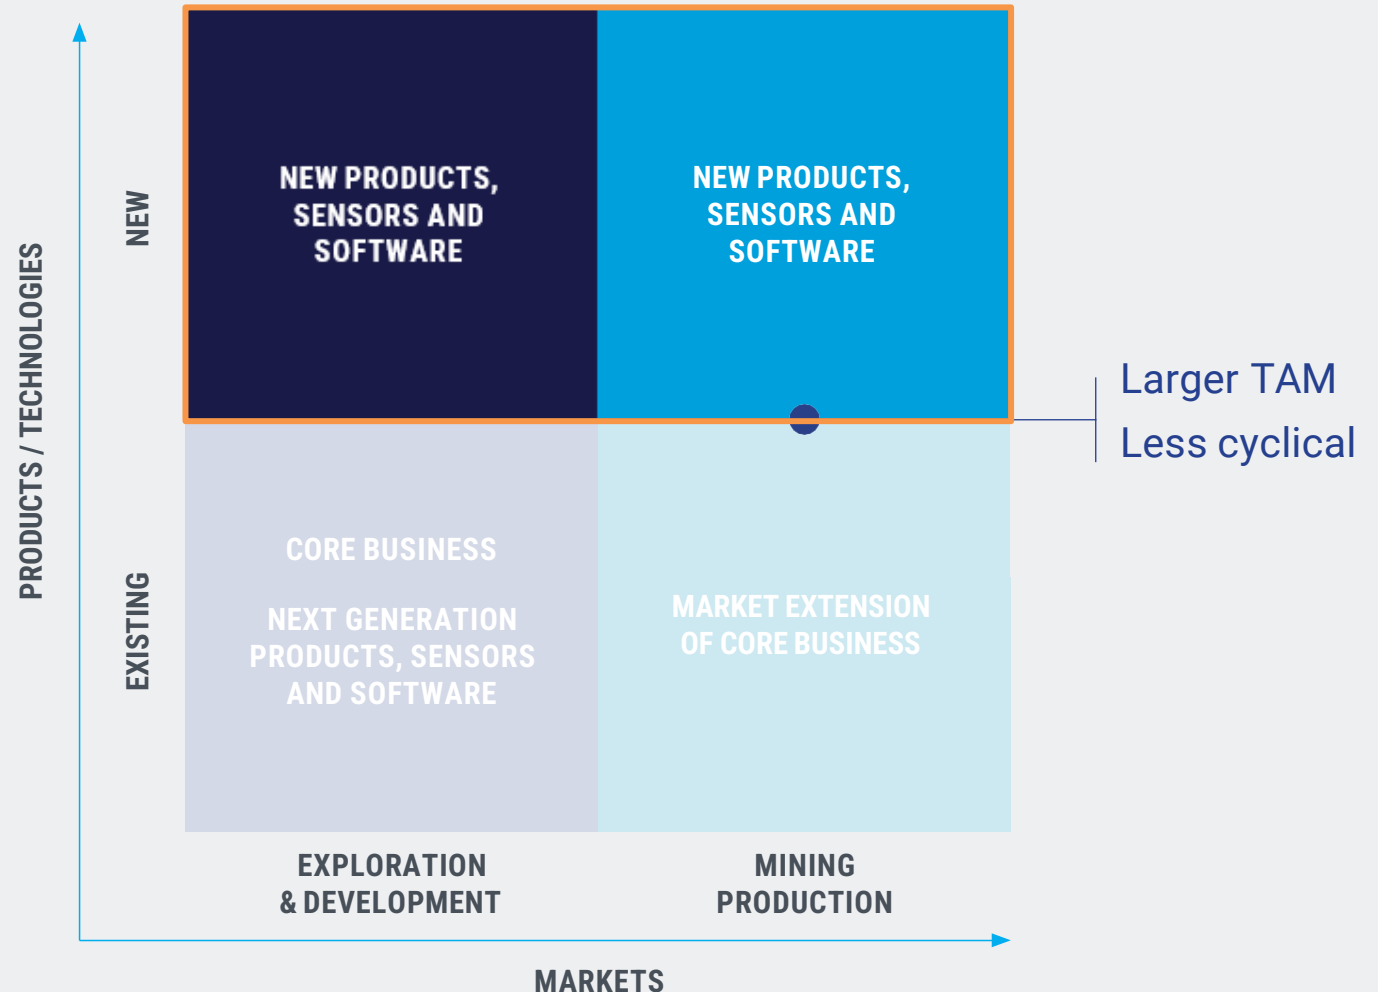 PRODUCTS / TECHNOLOGIES
NEW
NEW PRODUCTS,
SENSORS AND
SOFTWARE
NEW PRODUCTS,
SENSORS AND
SOFTWARE
Larger TAM
Less cyclical
EXISTING
CORE BUSINESS
NEXT GENERATION
PRODUCTS, SENSORS
AND SOFTWARE
MARKET EXTENSION
OF CORE BUSINESS
EXPLORATION
& DEVELOPMENT
MINING
PRODUCTION
MARKETS